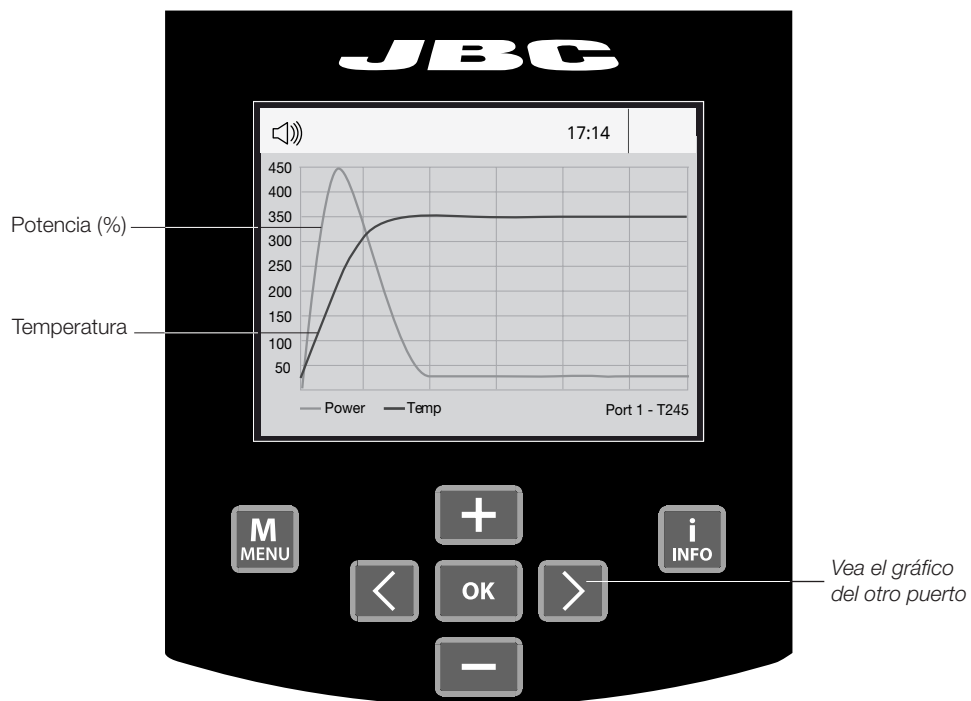 JBC
17:14
450
400
350
300
250
200
150
100
50
Potencia (%)
Temperatura
Power Temp Port 1 - T245
M
MENU
i
INFO
OK
Vea el gráfico
del otro puerto